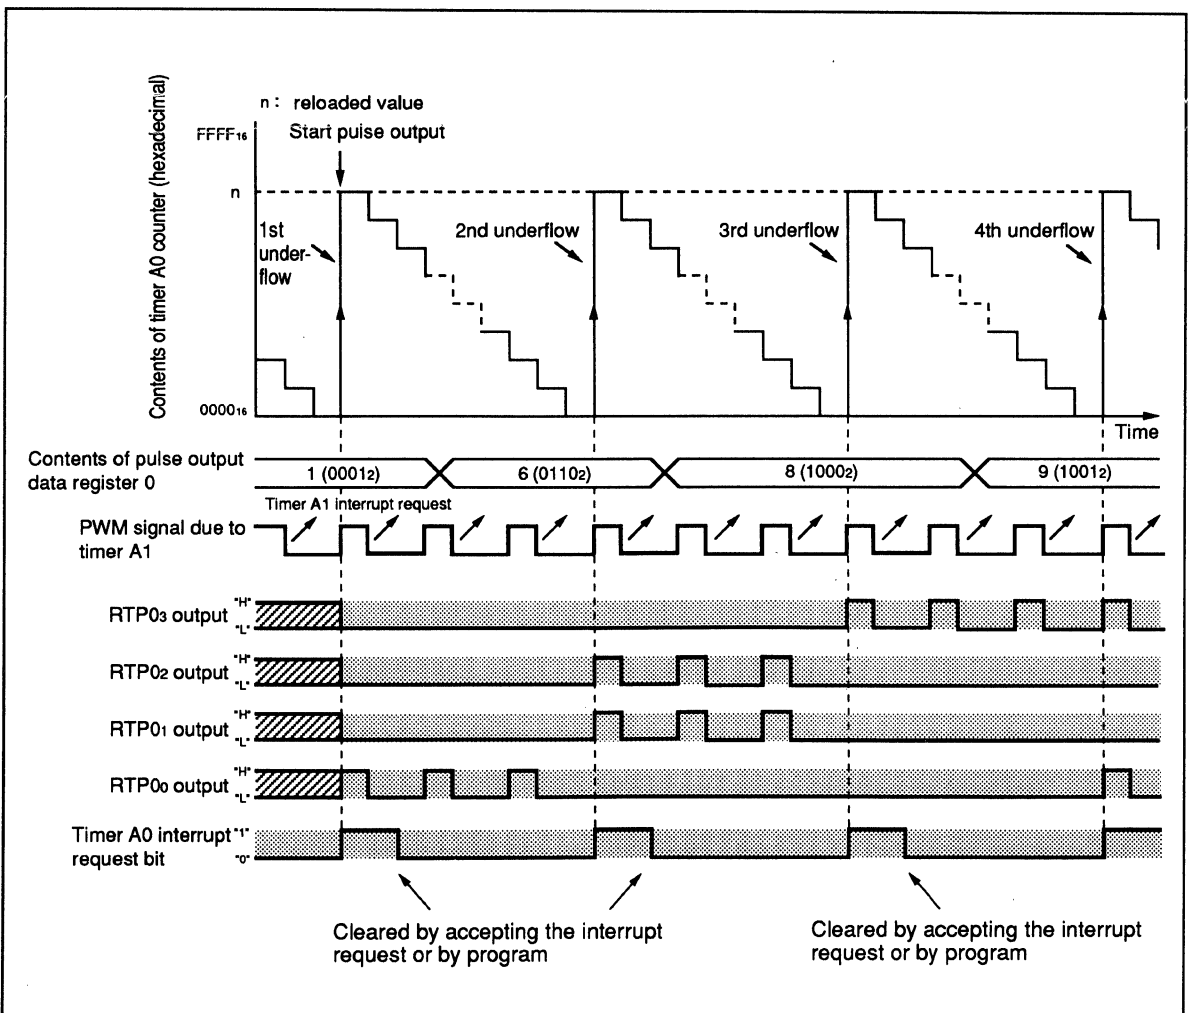 n : reloaded value
FFFF₁₆
Start pulse output
Contents of timer A0 counter (hexadecimal)
n
1st
under-
flow
2nd underflow
3rd underflow
4th underflow
0000₁₆
Time
Contents of pulse output
data register 0
1 (0001₂)
6 (0110₂)
8 (1000₂)
9 (1001₂)
Timer A1 interrupt request
PWM signal due to
timer A1
RTP0₃ output
"H"
"L"
RTP0₂ output
"H"
"L"
RTP0₁ output
"H"
"L"
RTP0₀ output
"H"
"L"
Timer A0 interrupt
request bit
"1"
"0"
Cleared by accepting the interrupt
request or by program
Cleared by accepting the interrupt
request or by program